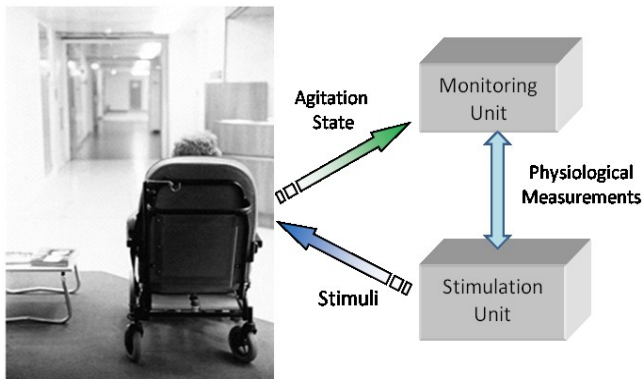 Agitation
State
Monitoring
Unit
Physiological
Measurements
Stimuli
Stimulation
Unit